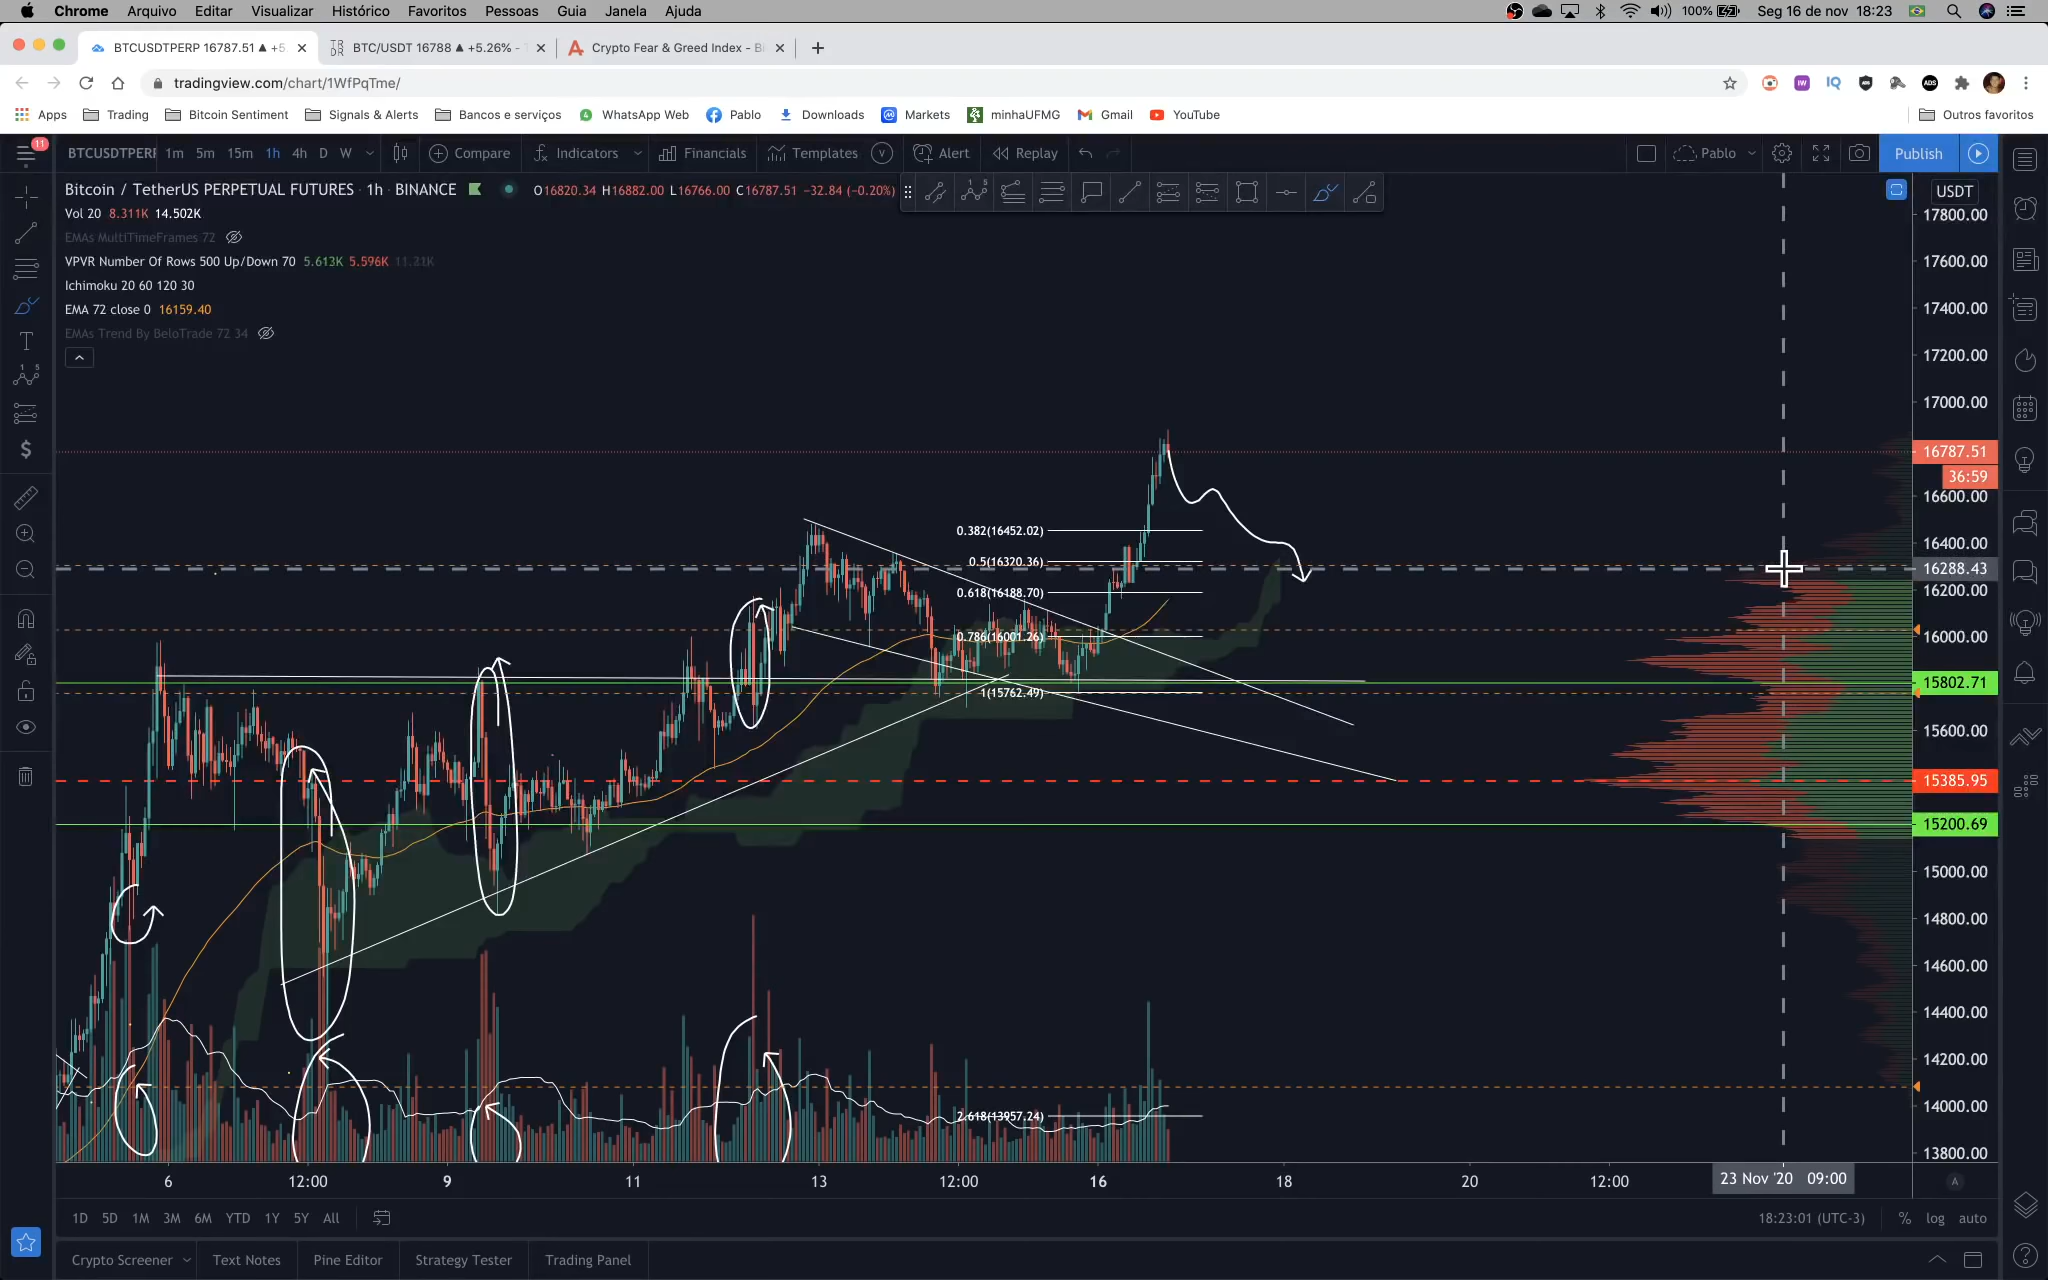 Chrome Arquivo Editar Visualizar Histórico Favoritos Pessoas Guia Janela Ajuda 100% Seg 16 de nov 18:23
BTCUSDTPERP 16787.51 ▲ +5. BTC/USDT 16788 ▲ +5.26% - Crypto Fear & Greed Index - Bi
tradingview.com/chart/1WfPqTme/
Apps Trading Bitcoin Sentiment Signals & Alerts Bancos e serviços WhatsApp Web Pablo Downloads Markets minhaUFMG Gmail YouTube Outros favoritos
11 BTCUSDTPERP 1m 5m 15m 1h 4h D W Compare Indicators Financials Templates V Alert Replay Pablo Publish
Bitcoin / TetherUS PERPETUAL FUTURES · 1h · BINANCE O16820.34 H16882.00 L16766.00 C16787.51 −32.84 (−0.20%) USDT
Vol 20 8.311K 14.502K
EMAs MultiTimeFrames 72
VPVR Number Of Rows 500 Up/Down 70 5.613K 5.596K 11.21K
Ichimoku 20 60 120 30
EMA 72 close 0 16159.40
EMAs Trend By BeloTrade 72 34
17800.00
17600.00
17400.00
17200.00
17000.00
16787.51
36:59
16600.00
0.382(16452.02)
16400.00
0.5(16320.36)
16288.43
0.618(16188.70)
16200.00
0.786(16001.26)
16000.00
15802.71
1(15762.49)
15600.00
15385.95
15200.69
15000.00
14800.00
14600.00
14400.00
14200.00
14000.00
2.618(13957.24)
13800.00
6 12:00 9 11 13 12:00 16 18 20 12:00 23 Nov '20 09:00 A
1D 5D 1M 3M 6M YTD 1Y 5Y All 18:23:01 (UTC-3) % log auto
Crypto Screener Text Notes Pine Editor Strategy Tester Trading Panel